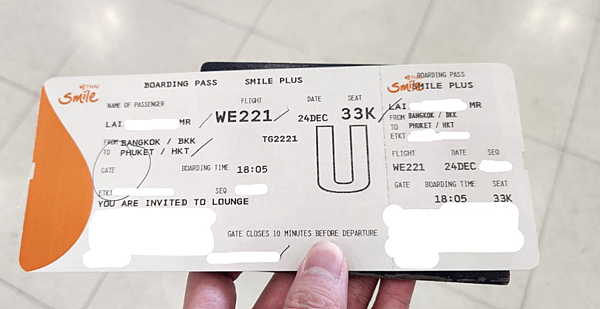 THAI Smile
BOARDING PASS SMILE PLUS
NAME OF PASSENGER FLIGHT DATE SEAT
LAI MR WE221 24DEC 33K
FROM BANGKOK / BKK TG2221
TO PHUKET / HKT
GATE BOARDING TIME 18:05
ETKT SEQ
YOU ARE INVITED TO LOUNGE
GATE CLOSES 10 MINUTES BEFORE DEPARTURE
U
THAI Smile
BOARDING PASS
SMILE PLUS
LAI MR
FROM BANGKOK / BKK
TO PHUKET / HKT
ETKT
FLIGHT DATE SEQ
WE221 24DEC
GATE BOARDING TIME SEAT
18:05 33K